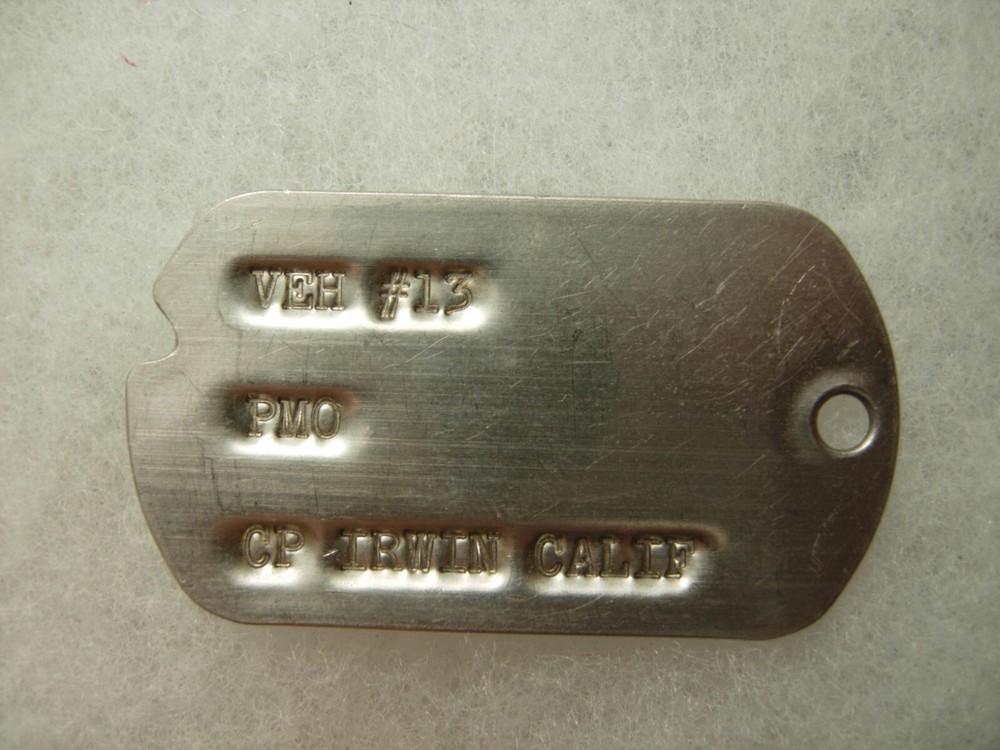 VEH #13
PMO
CP IRWIN CALIF